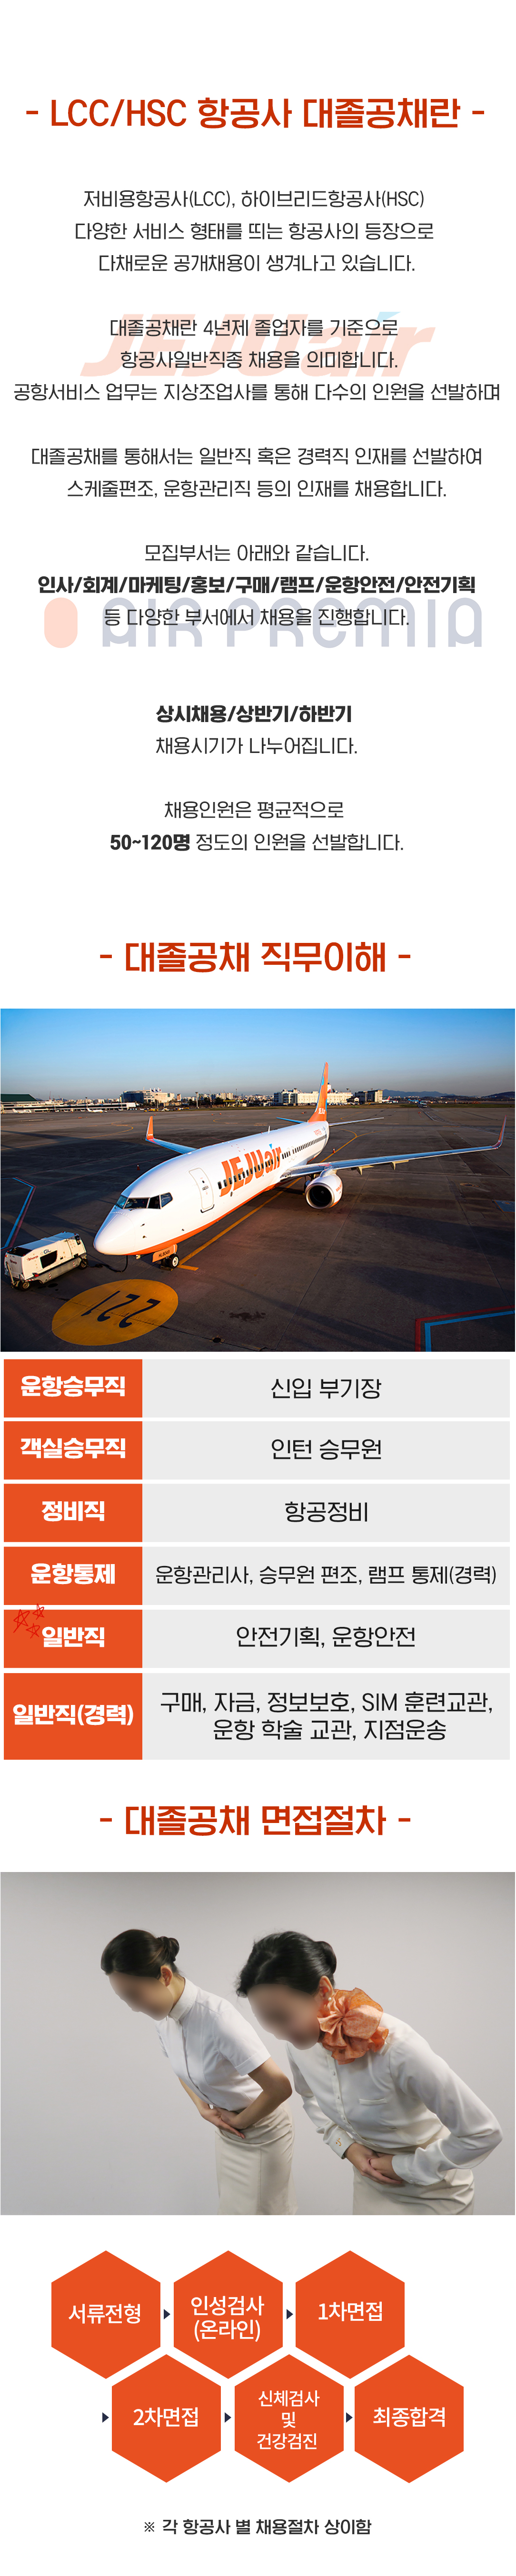 - LCC/HSC 항공사 대졸공채란 -
저비용항공사(LCC), 하이브리드항공사(HSC)
다양한 서비스 형태를 띄는 항공사의 등장으로
다채로운 공개채용이 생겨나고 있습니다.
JEJUair
대졸공채란 4년제 졸업자를 기준으로
항공사일반직종 채용을 의미합니다.
공항서비스 업무는 지상조업사를 통해 다수의 인원을 선발하며
대졸공채를 통해서는 일반직 혹은 경력직 인재를 선발하여
스케줄편조, 운항관리직 등의 인재를 채용합니다.
모집부서는 아래와 같습니다.
인사/회계/마케팅/홍보/구매/램프/운항안전/안전기획
AIR PREMIA
등 다양한 부서에서 채용을 진행합니다.
상시채용/상반기/하반기
채용시기가 나누어집니다.
채용인원은 평균적으로
50~120명 정도의 인원을 선발합니다.
- 대졸공채 직무이해 -
JEJUair
221
운항승무직 신입 부기장
객실승무직 인턴 승무원
정비직 항공정비
운항통제 운항관리사, 승무원 편조, 램프 통제(경력)
일반직 안전기획, 운항안전
일반직(경력) 구매, 자금, 정보보호, SIM 훈련교관,
운항 학술 교관, 지점운송
- 대졸공채 면접절차 -
서류전형
인성검사
(온라인)
1차면접
2차면접
신체검사
및
건강검진
최종합격
※ 각 항공사 별 채용절차 상이함